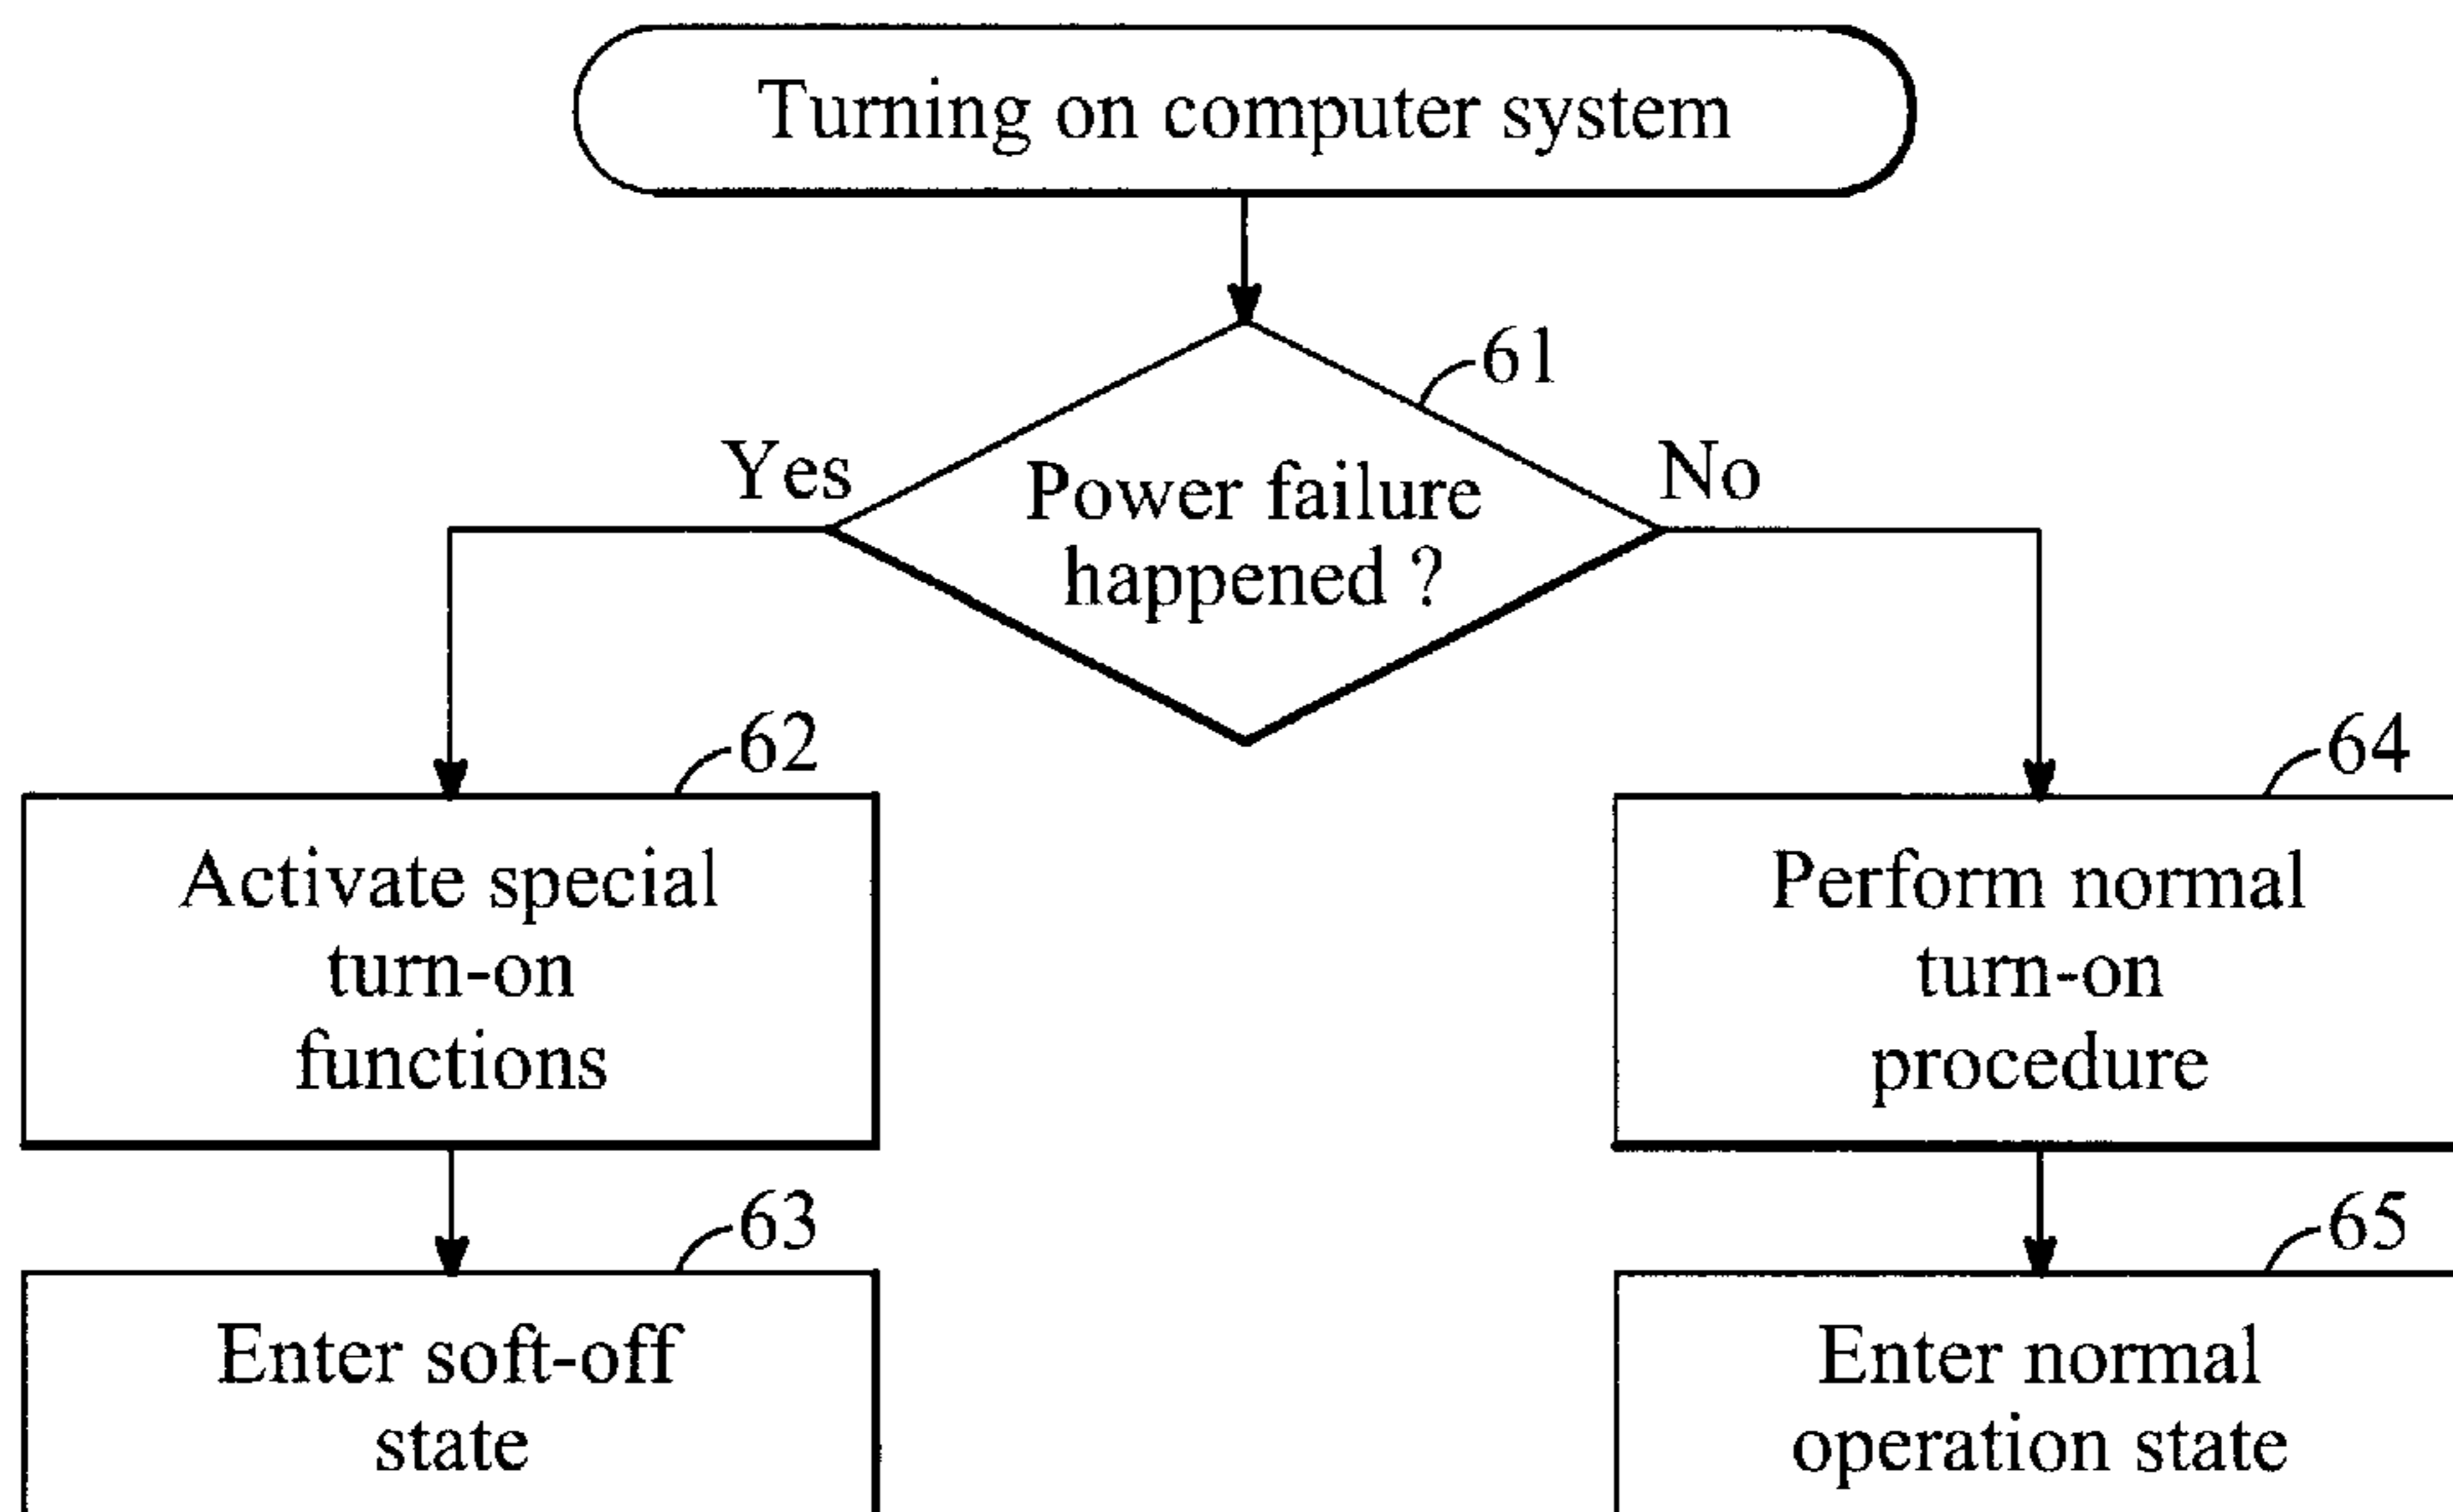 Turning on computer system
61
Yes
No
Power failure
happened ?
62
64
Activate special
turn-on
functions
Perform normal
turn-on
procedure
63
65
Enter soft-off
state
Enter normal
operation state